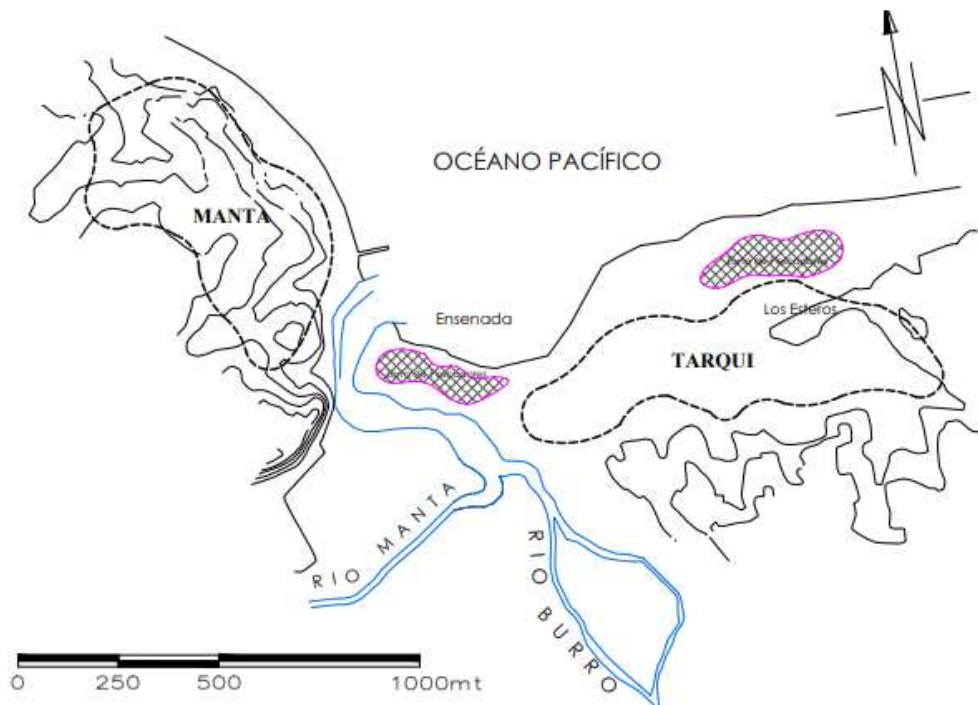 OCÉANO PACÍFICO
N
MANTA
Ensenada
Los Esteros
TARQUI
RIO MANTA
RIO BURRO
0 250 500 1000mt